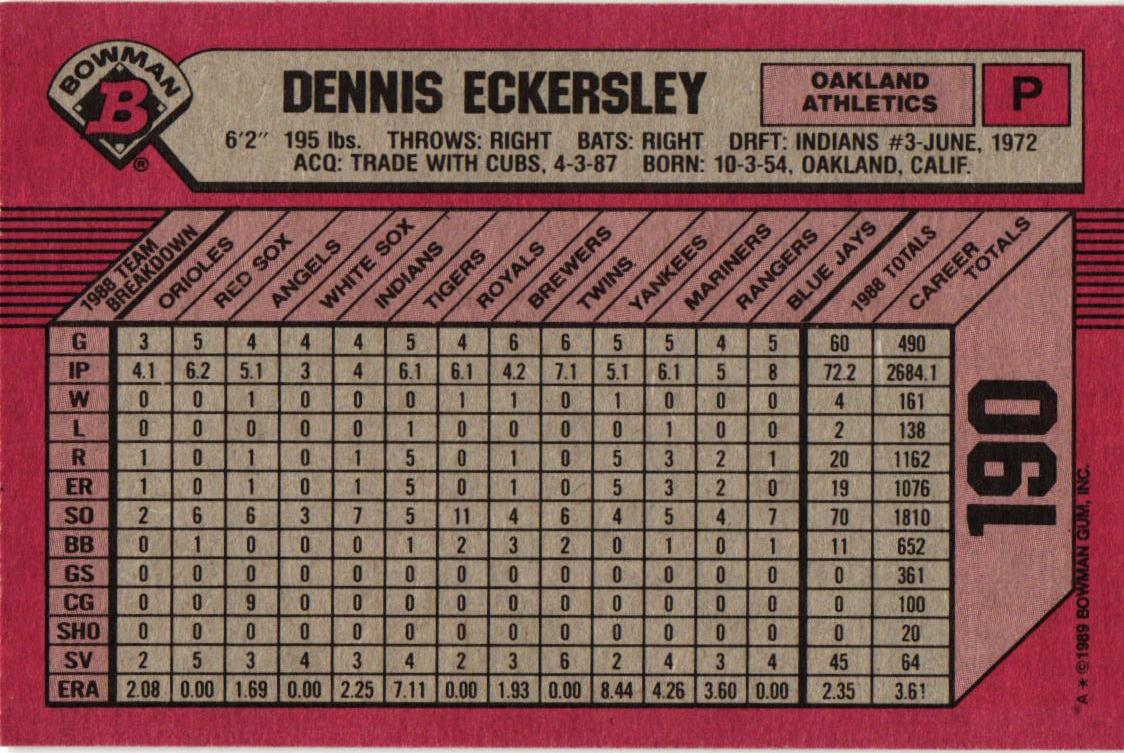 BOWMAN
B
®
DENNIS ECKERSLEY
OAKLAND
ATHLETICS
P
6'2" 195 lbs. THROWS: RIGHT BATS: RIGHT DRFT: INDIANS #3-JUNE, 1972
ACQ: TRADE WITH CUBS, 4-3-87 BORN: 10-3-54, OAKLAND, CALIF.
1988 TEAM BREAKDOWN ORIOLES RED SOX ANGELS WHITE SOX INDIANS TIGERS ROYALS BREWERS TWINS YANKEES MARINERS RANGERS BLUE JAYS 1988 TOTALS CAREER TOTALS
G 3 5 4 4 4 5 4 6 6 5 5 4 5 60 490
IP 4.1 6.2 5.1 3 4 6.1 6.1 4.2 7.1 5.1 6.1 5 8 72.2 2684.1
W 0 0 1 0 0 0 1 1 0 1 0 0 0 4 161
L 0 0 0 0 0 1 0 0 0 0 1 0 0 2 138
R 1 0 1 0 1 5 0 1 0 5 3 2 1 20 1162
ER 1 0 1 0 1 5 0 1 0 5 3 2 0 19 1076
SO 2 6 6 3 7 5 11 4 6 4 5 4 7 70 1810
BB 0 1 0 0 0 1 2 3 2 0 1 0 1 11 652
GS 0 0 0 0 0 0 0 0 0 0 0 0 0 0 361
CG 0 0 9 0 0 0 0 0 0 0 0 0 0 0 100
SHO 0 0 0 0 0 0 0 0 0 0 0 0 0 0 20
SV 2 5 3 4 3 4 2 3 6 2 4 3 4 45 64
ERA 2.08 0.00 1.69 0.00 2.25 7.11 0.00 1.93 0.00 8.44 4.26 3.60 0.00 2.35 3.61
190
A * ©1989 BOWMAN GUM, INC.